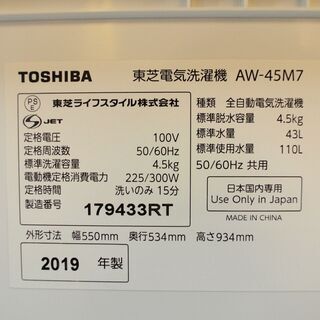 TOSHIBA 東芝電気洗濯機 AW-45M7
PS
E
東芝ライフスタイル株式会社
JET
定格電圧 100V
定格周波数 50/60Hz
標準洗濯容量 4.5kg
電動機定格消費電力 225/300W
洗いのみ 15分
製造番号 179433RT
種類 全自動電気洗濯機
標準脱水容量 4.5kg
標準水量 43L
標準使用水量 110L
50/60Hz 共用
日本国内専用
Use Only in Japan
MADE IN CHINA
外形寸法 幅550mm 奥行534mm 高さ934mm
2019 年製